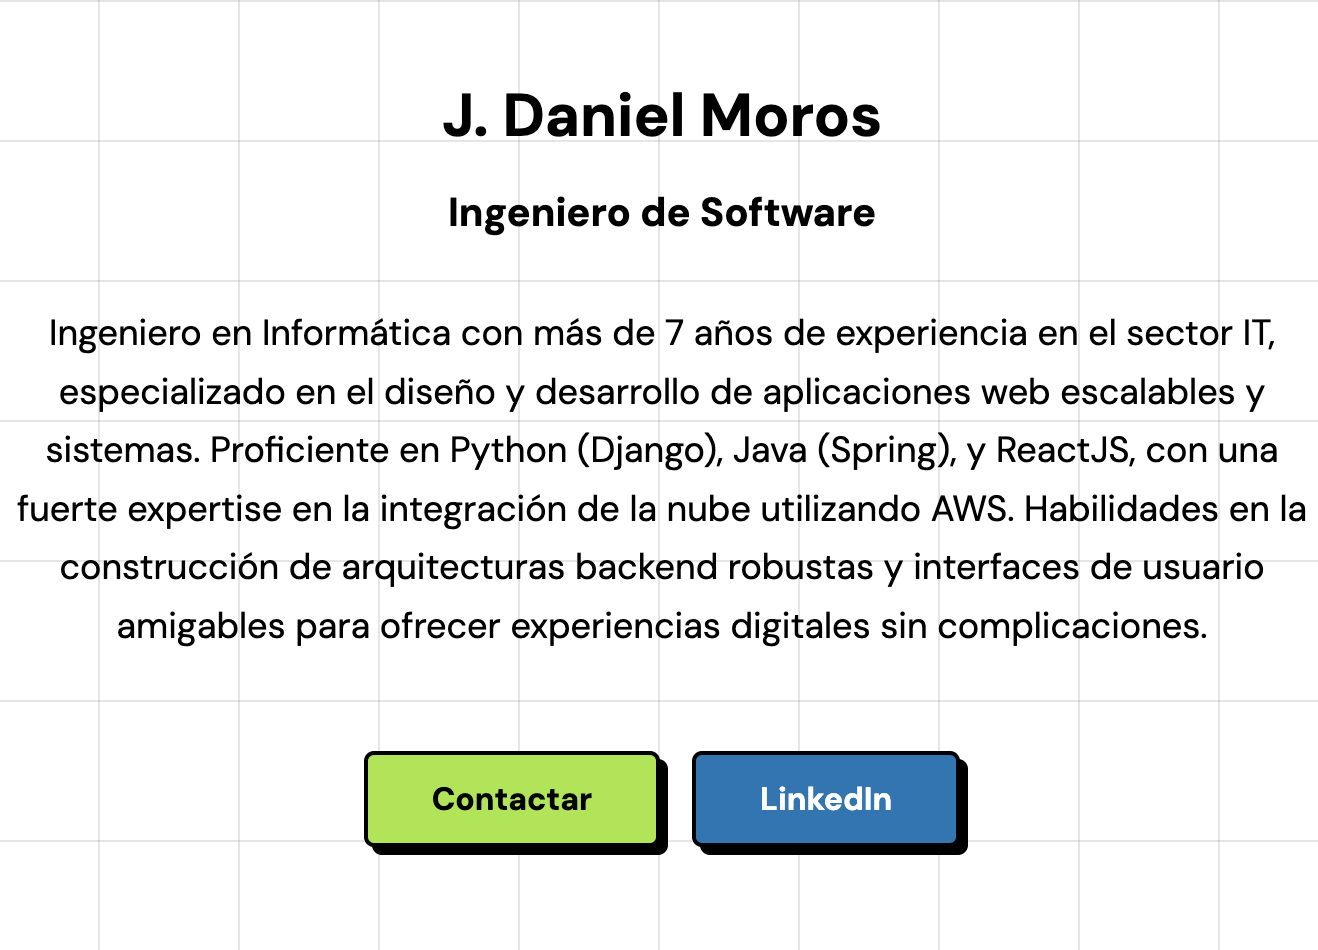 J. Daniel Moros
Ingeniero de Software
Ingeniero en Informática con más de 7 años de experiencia en el sector IT,
especializado en el diseño y desarrollo de aplicaciones web escalables y
sistemas. Proficiente en Python (Django), Java (Spring), y ReactJS, con una
fuerte expertise en la integración de la nube utilizando AWS. Habilidades en la
construcción de arquitecturas backend robustas y interfaces de usuario
amigables para ofrecer experiencias digitales sin complicaciones.
Contactar
LinkedIn